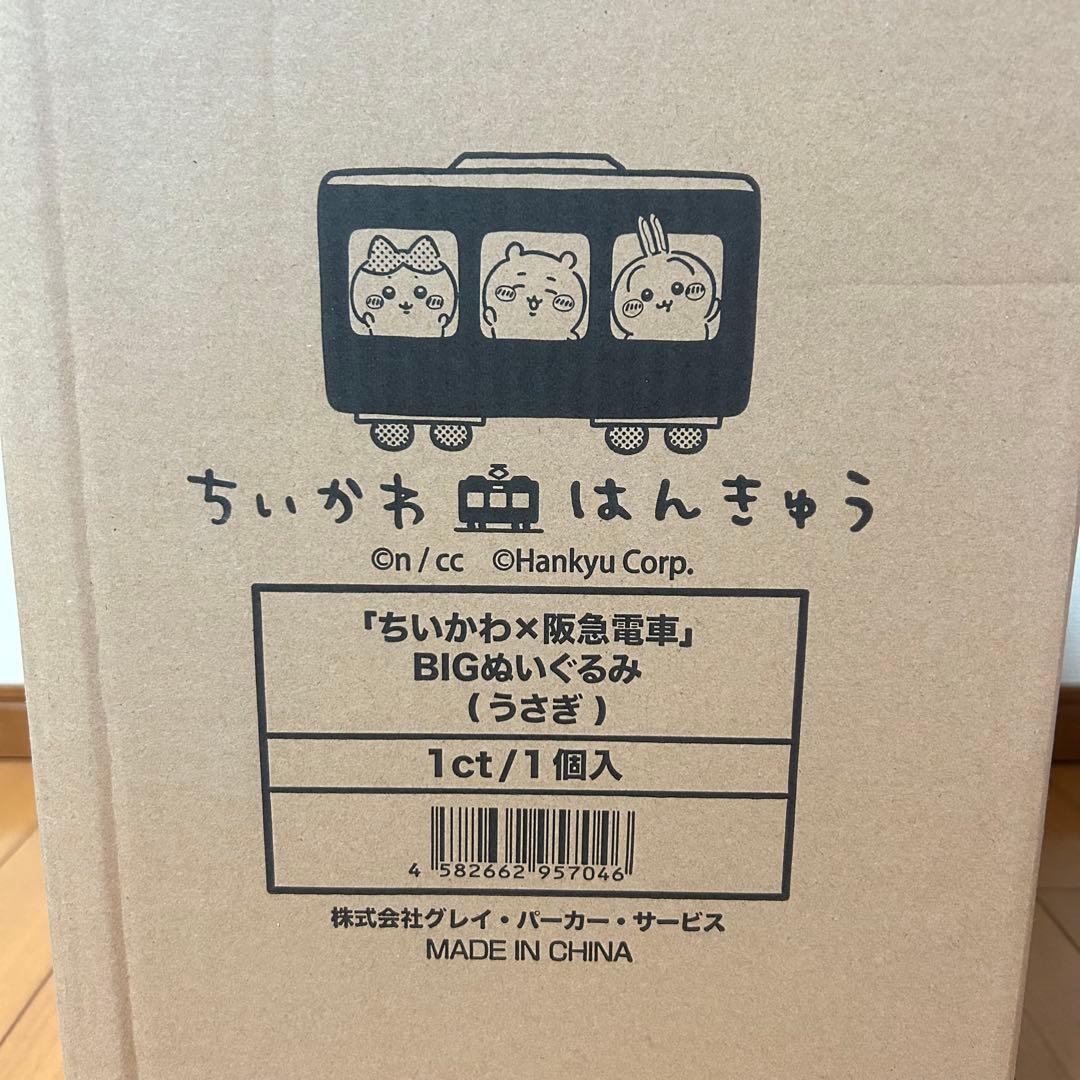 ちいかわ はんきゅう
©n / cc ©Hankyu Corp.
「ちいかわ×阪急電車」
BIGぬいぐるみ
(うさぎ)
1ct/1個入
4 582662 957046
株式会社グレイ・パーカー・サービス
MADE IN CHINA